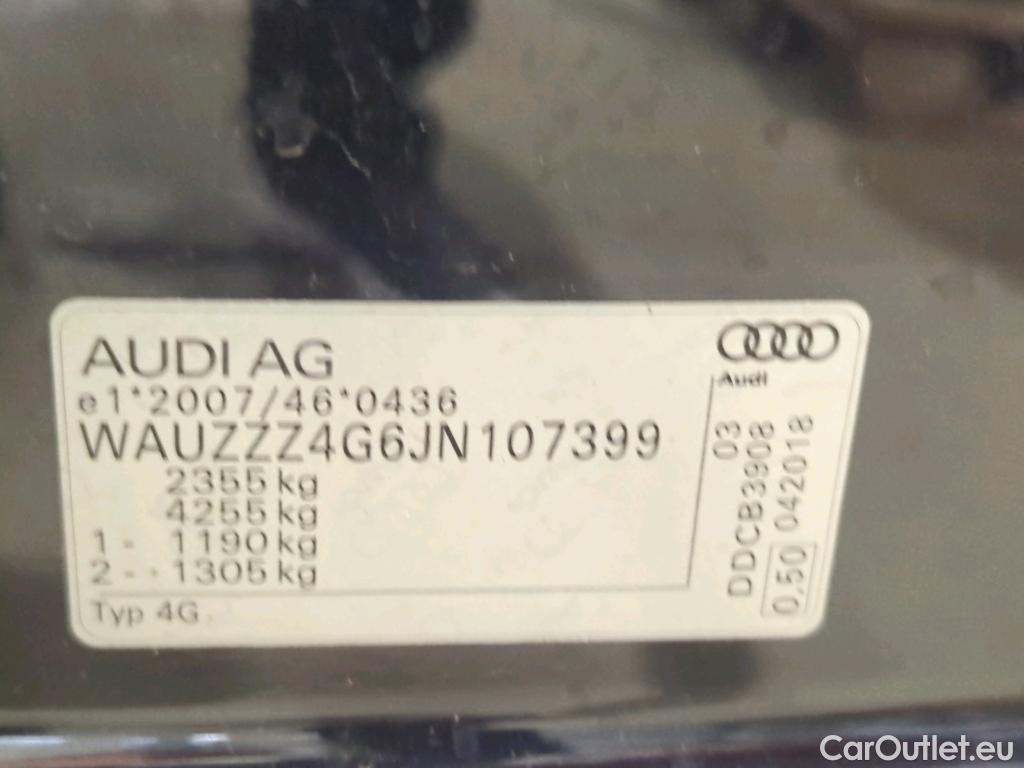 AUDI AG
Audi
e1*2007/46*0436
WAUZZZ4G6JN107399
2355 kg
4255 kg
1 - 1190 kg
2 - - 1305 kg
Typ 4G
03
DDCB3908
0,50 042018
CarOutlet.eu